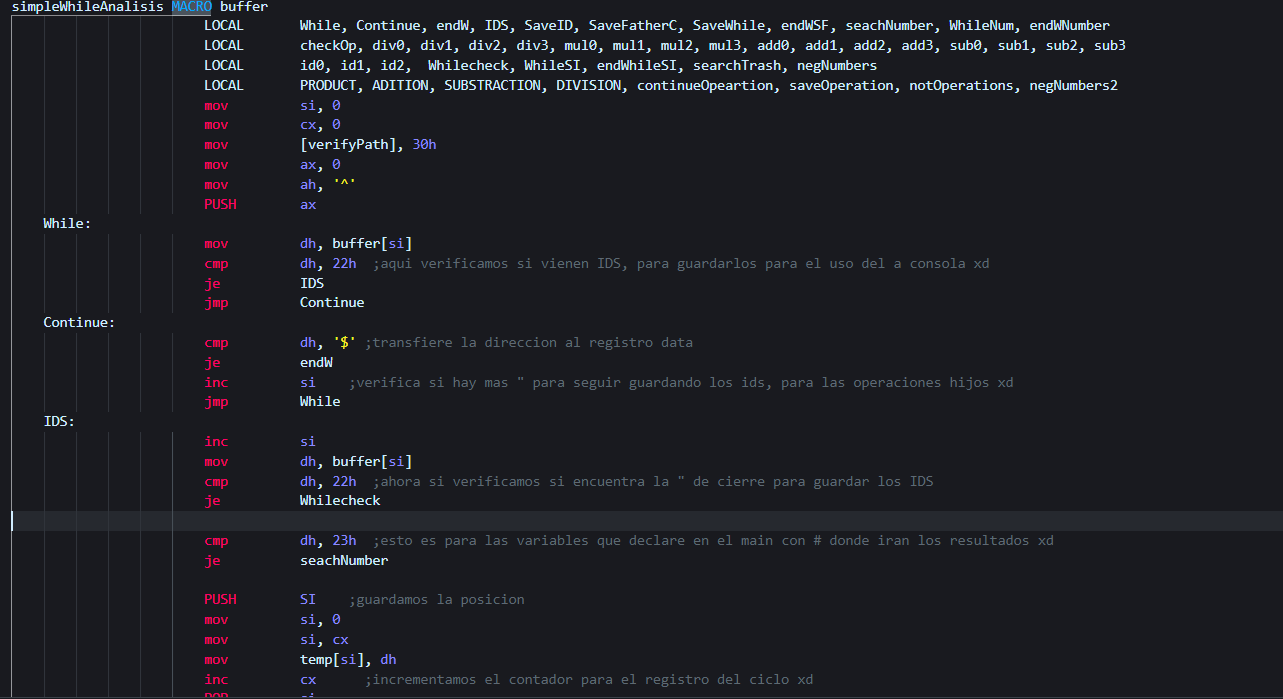 simpleWhileAnalisis MACRO buffer
LOCAL While, Continue, endW, IDS, SaveID, SaveFatherC, SaveWhile, endWSF, seachNumber, WhileNum, endWNumber
LOCAL checkOp, div0, div1, div2, div3, mul0, mul1, mul2, mul3, add0, add1, add2, add3, sub0, sub1, sub2, sub3
LOCAL id0, id1, id2,  Whilecheck, WhileSI, endWhileSI, searchTrash, negNumbers
LOCAL PRODUCT, ADITION, SUBSTRACTION, DIVISION, continueOpeartion, saveOperation, notOperations, negNumbers2
mov si, 0
mov cx, 0
mov [verifyPath], 30h
mov ax, 0
mov ah, '^'
PUSH ax
While:
mov dh, buffer[si]
cmp dh, 22h  ;aqui verificamos si vienen IDS, para guardarlos para el uso del a consola xd
je IDS
jmp Continue
Continue:
cmp dh, '$' ;transfiere la direccion al registro data
je endW
inc si    ;verifica si hay mas " para seguir guardando los ids, para las operaciones hijos xd
jmp While
IDS:
inc si
mov dh, buffer[si]
cmp dh, 22h  ;ahora si verificamos si encuentra la " de cierre para guardar los IDS
je Whilecheck
cmp dh, 23h  ;esto es para las variables que declare en el main con # donde iran los resultados xd
je seachNumber
PUSH SI    ;guardamos la posicion
mov si, 0
mov si, cx
mov temp[si], dh
inc cx      ;incrementamos el contador para el registro del ciclo xd